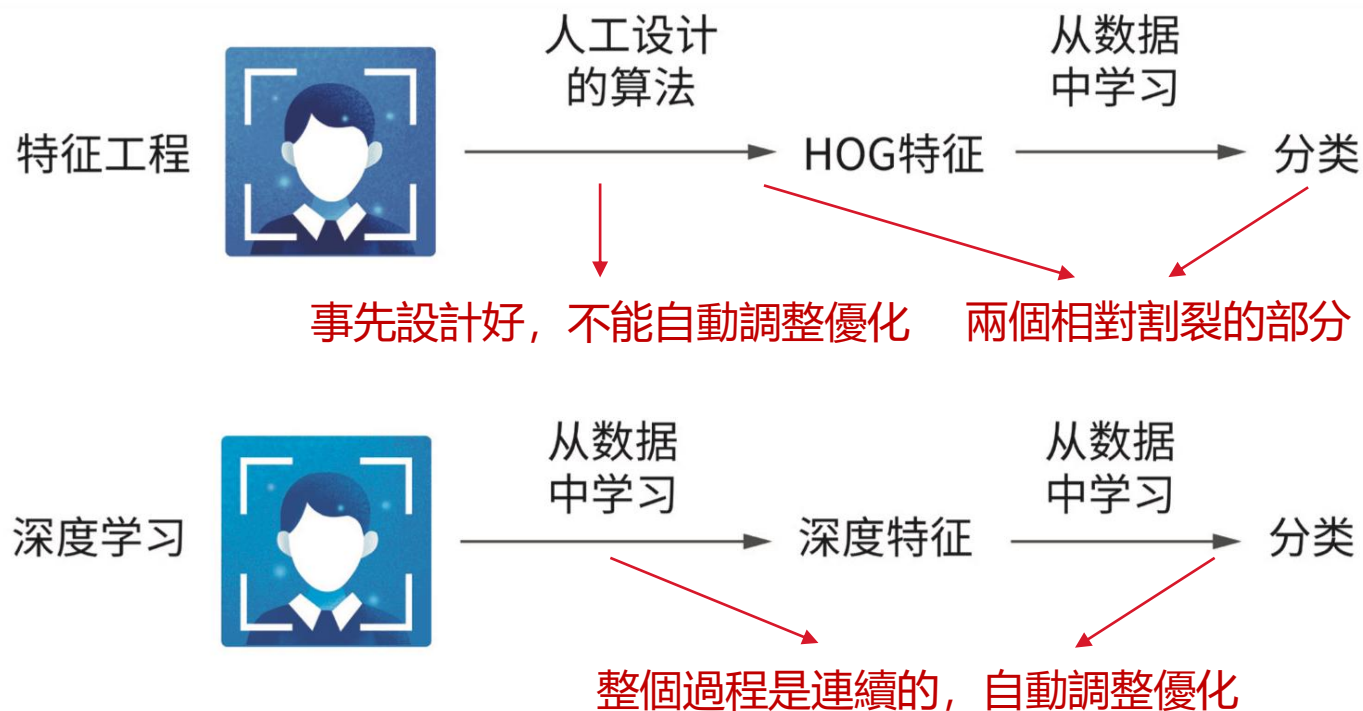 人工设计
的算法
从数据
中学习
特征工程
HOG特征
分类
事先設計好，不能自動調整優化
兩個相對割裂的部分
从数据
中学习
从数据
中学习
深度学习
深度特征
分类
整個過程是連續的，自動調整優化